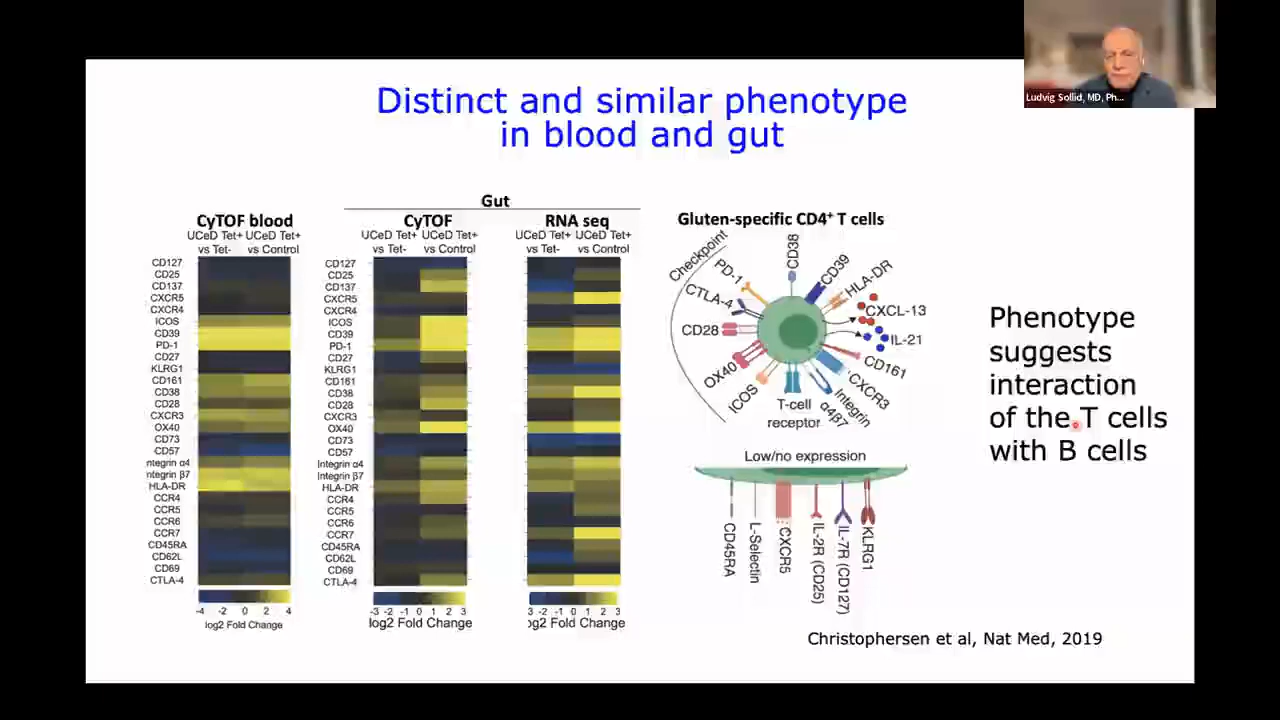 Ludvig Sollid, MD, Ph...
Distinct and similar phenotype
in blood and gut
Gut
CyTOF blood
UCeD Tet+ UCeD Tet+
vs Tet- vs Control
CyTOF
UCeD Tet+ UCeD Tet+
vs Tet- vs Control
RNA seq
UCeD Tet+ UCeD Tet+
vs Tet- vs Control
CD127
CD25
CD137
CXCR5
CXCR4
ICOS
CD39
PD-1
CD27
KLRG1
CD161
CD38
CD28
CXCR3
OX40
CD73
CD57
ntegrin α4
ntegrin β7
HLA-DR
CCR4
CCR5
CCR6
CCR7
CD45RA
CD62L
CD69
CTLA-4
-4 -2 0 2 4
log2 Fold Change
CD127
CD25
CD137
CXCR5
CXCR4
ICOS
CD39
PD-1
CD27
KLRG1
CD161
CD38
CD28
CXCR3
OX40
CD73
CD57
Integrin α4
Integrin β7
HLA-DR
CCR4
CCR5
CCR6
CCR7
CD45RA
CD62L
CD69
CTLA-4
-3 -2 -1 0 1 2 3
log2 Fold Change
3 -2 -1 0 1 2 3
og2 Fold Change
Gluten-specific CD4+ T cells
Checkpoint
CD38
PD-1
CD39
HLA-DR
CTLA-4
CXCL-13
CD28
IL-21
OX40
CD161
ICOS
CXCR3
T-cell
receptor
Integrin
α4β7
Low/no expression
CD45RA
L-Selectin
CXCR5
IL-2R (CD25)
IL-7R (CD127)
KLRG1
Phenotype
suggests
interaction
of the T cells
with B cells
Christophersen et al, Nat Med, 2019